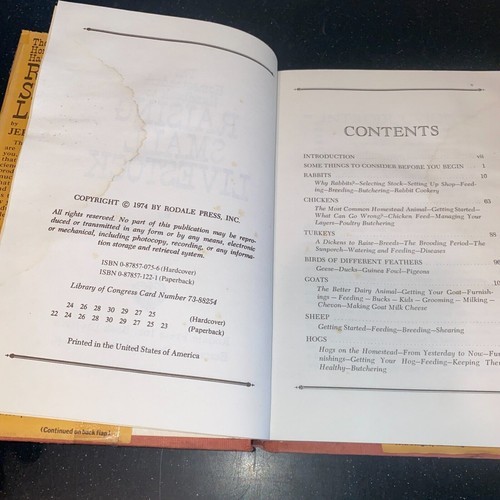 COPYRIGHT © 1974 BY RODALE PRESS, INC.
All rights reserved. No part of this publication may be repro-
duced or transmitted in any form or by any means, electronic
or mechanical, including photocopy, recording, or any informa-
tion storage and retrieval system.
ISBN 0-87857-075-6 (Hardcover)
ISBN 0-87857-122-1 (Paperback)
Library of Congress Card Number 73-88254
24 26 28 30 29 27 25 (Hardcover)
22 24 26 28 30 29 27 25 23 (Paperback)
Printed in the United States of America
(Continued on back flap)
CONTENTS
INTRODUCTION vii
SOME THINGS TO CONSIDER BEFORE YOU BEGIN 1
RABBITS 10
Why Rabbits?—Selecting Stock—Setting Up Shop—Feed-
ing—Breeding—Butchering—Rabbit Cookery
CHICKENS
The Most Common Homestead Animal—Getting Started—
What Can Go Wrong?—Chicken Feed—Managing Your
Layers—Poultry Butchering
TURKEYS
A Dickens to Raise—Breeds—The Brooding Period—The
Sunporch—Watering and Feeding—Diseases
BIRDS OF DIFFERENT FEATHERS
Geese—Ducks—Guinea Fowl—Pigeons
GOATS
The Better Dairy Animal—Getting Your Goat—Furnish-
ings — Feeding — Bucks — Kids — Grooming — Milking —
Chevon—Making Goat Milk Cheese
SHEEP
Getting Started—Feeding—Breeding—Shearing
HOGS
Hogs on the Homestead—From Yesterday to Now—Fur-
nishings—Getting Your Hog—Feeding—Keeping Them
Healthy—Butchering